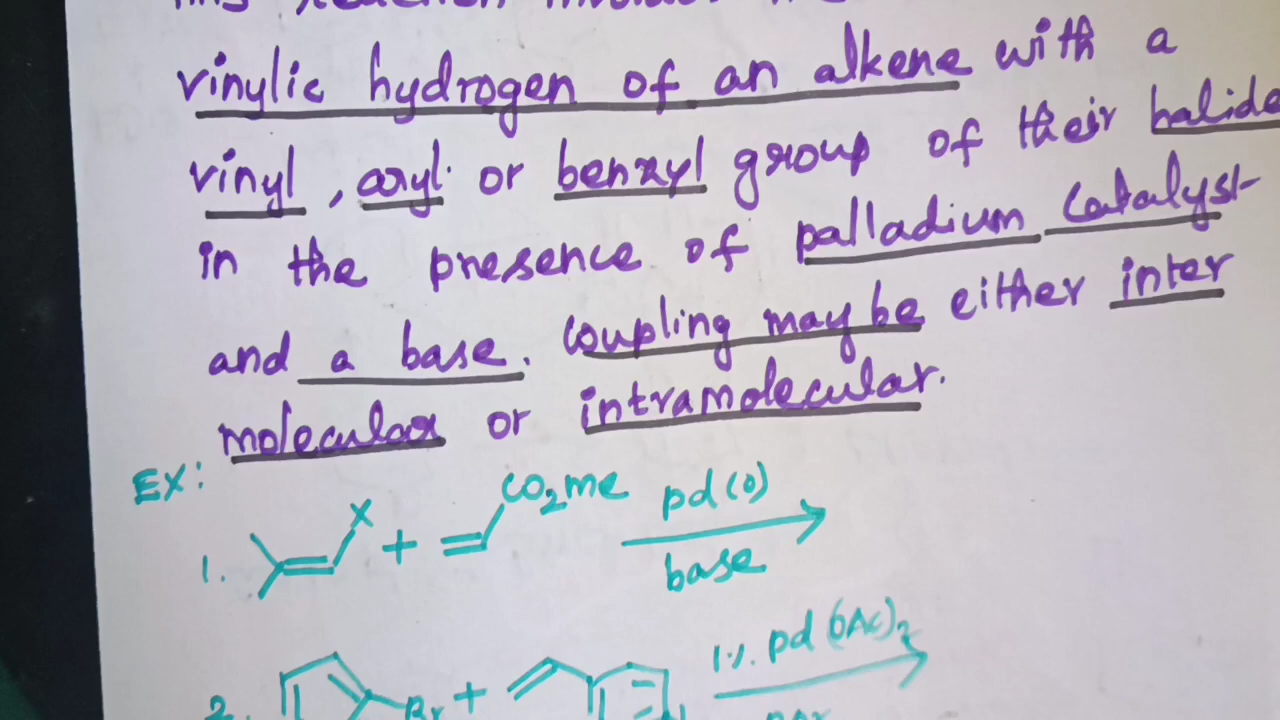 vinylic hydrogen of an alkene with a
vinyl, aryl or benzyl group of their halide
in the presence of palladium catalyst
and a base. coupling may be either inter
molecular or intramolecular.
EX:
1. X + CO2me pd(0)
base
2. Br + 1%. pd(OAc)2